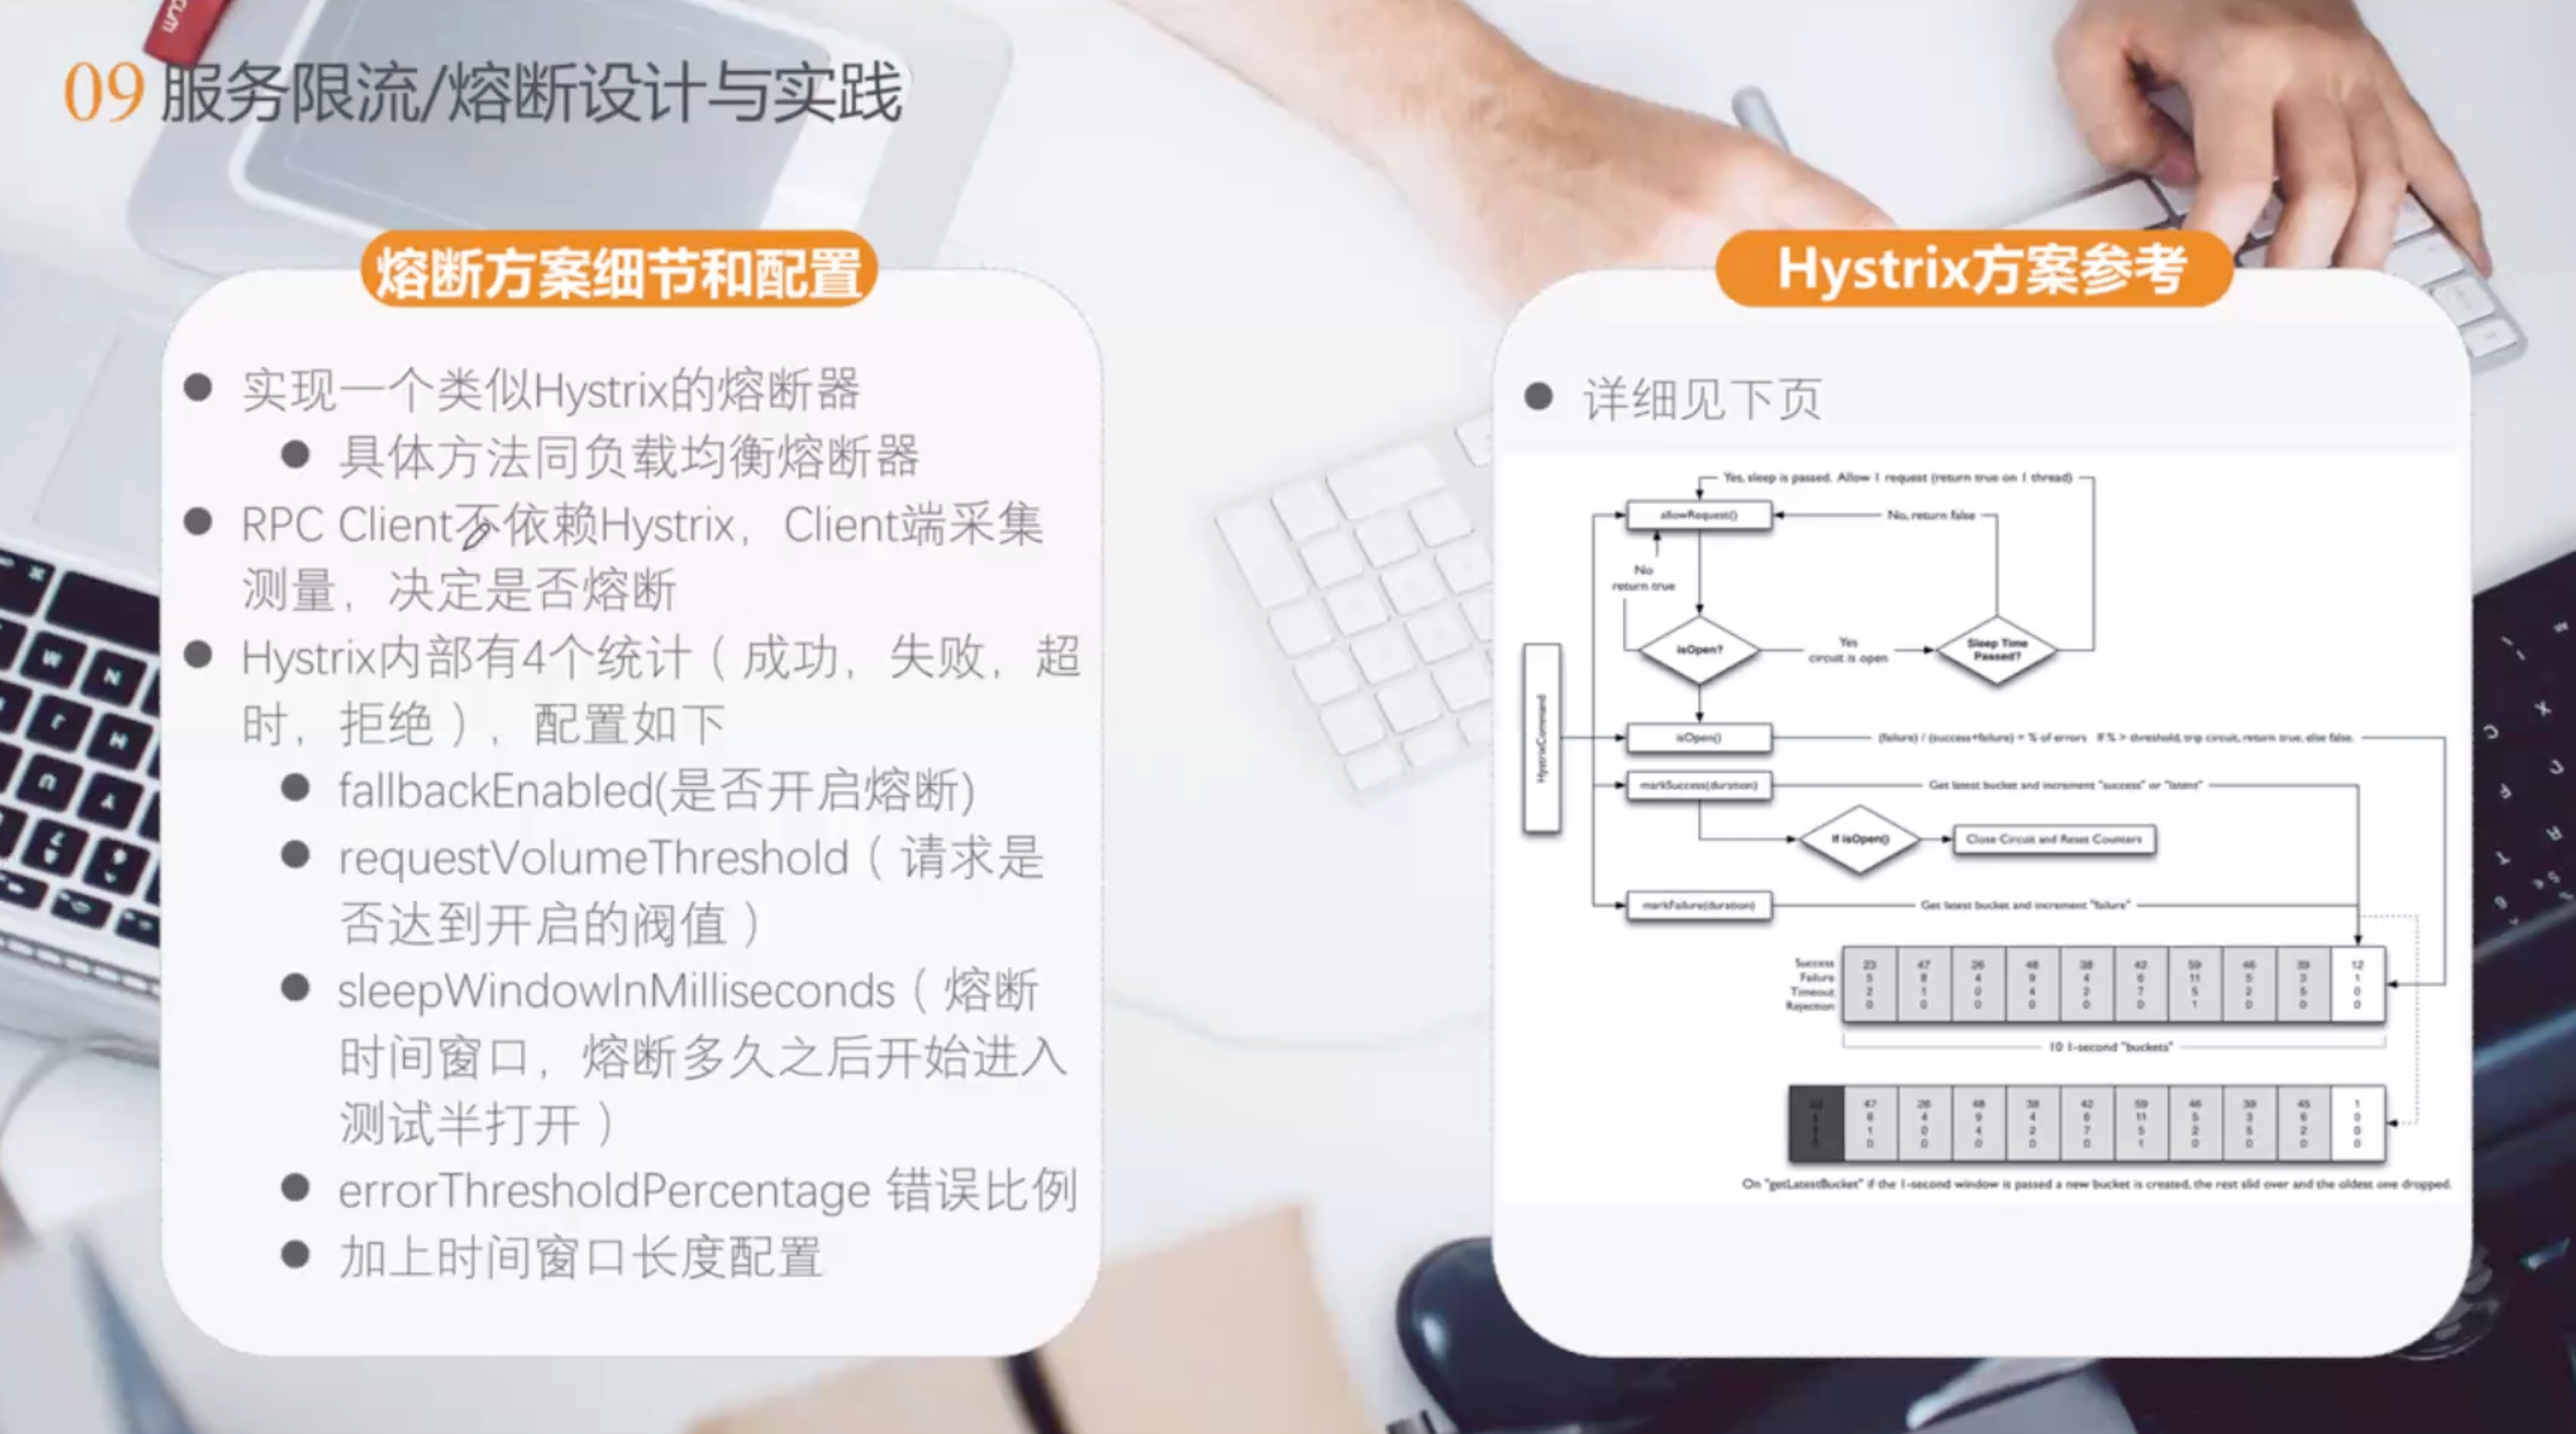 09 服务限流/熔断设计与实践
熔断方案细节和配置
实现一个类似Hystrix的熔断器
具体方法同负载均衡熔断器
RPC Client不依赖Hystrix，Client端采集
测量，决定是否熔断
Hystrix内部有4个统计（成功，失败，超
时，拒绝），配置如下
fallbackEnabled(是否开启熔断)
requestVolumeThreshold（请求是
否达到开启的阀值）
sleepWindowInMilliseconds（熔断
时间窗口，熔断多久之后开始进入
测试半打开）
errorThresholdPercentage 错误比例
加上时间窗口长度配置
Hystrix方案参考
详细见下页
Yes, sleep is passed. Allow 1 request (return true on 1 thread)
allowRequest()
No, return false
No
return true
isOpen?
Yes
circuit is open
Sleep Time
Passed?
HystrixCommand
isOpen()
(failure) / (success+failure) = % of errors If % > threshold, trip circuit, return true, else false.
markSuccess(duration)
Get latest bucket and increment "success" or "latent"
If isOpen()
Close Circuit and Reset Counters
markFailure(duration)
Get latest bucket and increment "failure"
Success 23 47 26 48 38 42 59 46 39 12
Failure 5 8 4 9 4 6 11 5 3 1
Timeout 2 1 0 4 2 7 5 2 5 0
Rejection 0 0 0 0 0 0 1 0 0 0
10 1-second "buckets"
47 26 48 38 42 59 46 39 45 1
8 4 9 4 6 11 5 3 6 0
1 0 4 2 7 5 2 5 2 0
0 0 0 0 0 1 0 0 0 0
On "getLatestBucket" if the 1-second window is passed a new bucket is created, the rest slid over and the oldest one dropped.